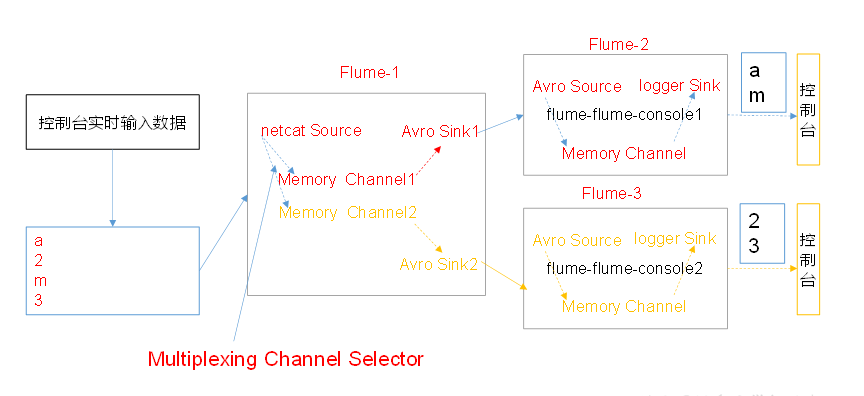 控制台实时输入数据
a
2
m
3
Flume-1
netcat Source
Avro Sink1
Memory Channel1
Memory Channel2
Avro Sink2
Multiplexing Channel Selector
Flume-2
Avro Source
logger Sink
flume-flume-console1
Memory Channel
a
m
控制台
Flume-3
Avro Source
logger Sink
flume-flume-console2
Memory Channel
2
3
控制台